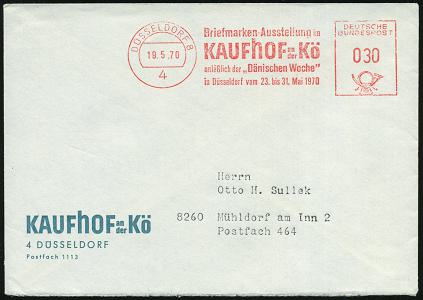 DÜSSELDORF 8
19.5.70
4
Briefmarken-Ausstellung im
KAUFHOF an der Kö
anläßlich der „Dänischen Woche"
in Düsseldorf vom 23. bis 31. Mai 1970
DEUTSCHE
BUNDESPOST
030
Herrn
Otto H. Sullek
8260 Mühldorf am Inn 2
Postfach 464
KAUFHOF an der Kö
4 DÜSSELDORF
Postfach 1113